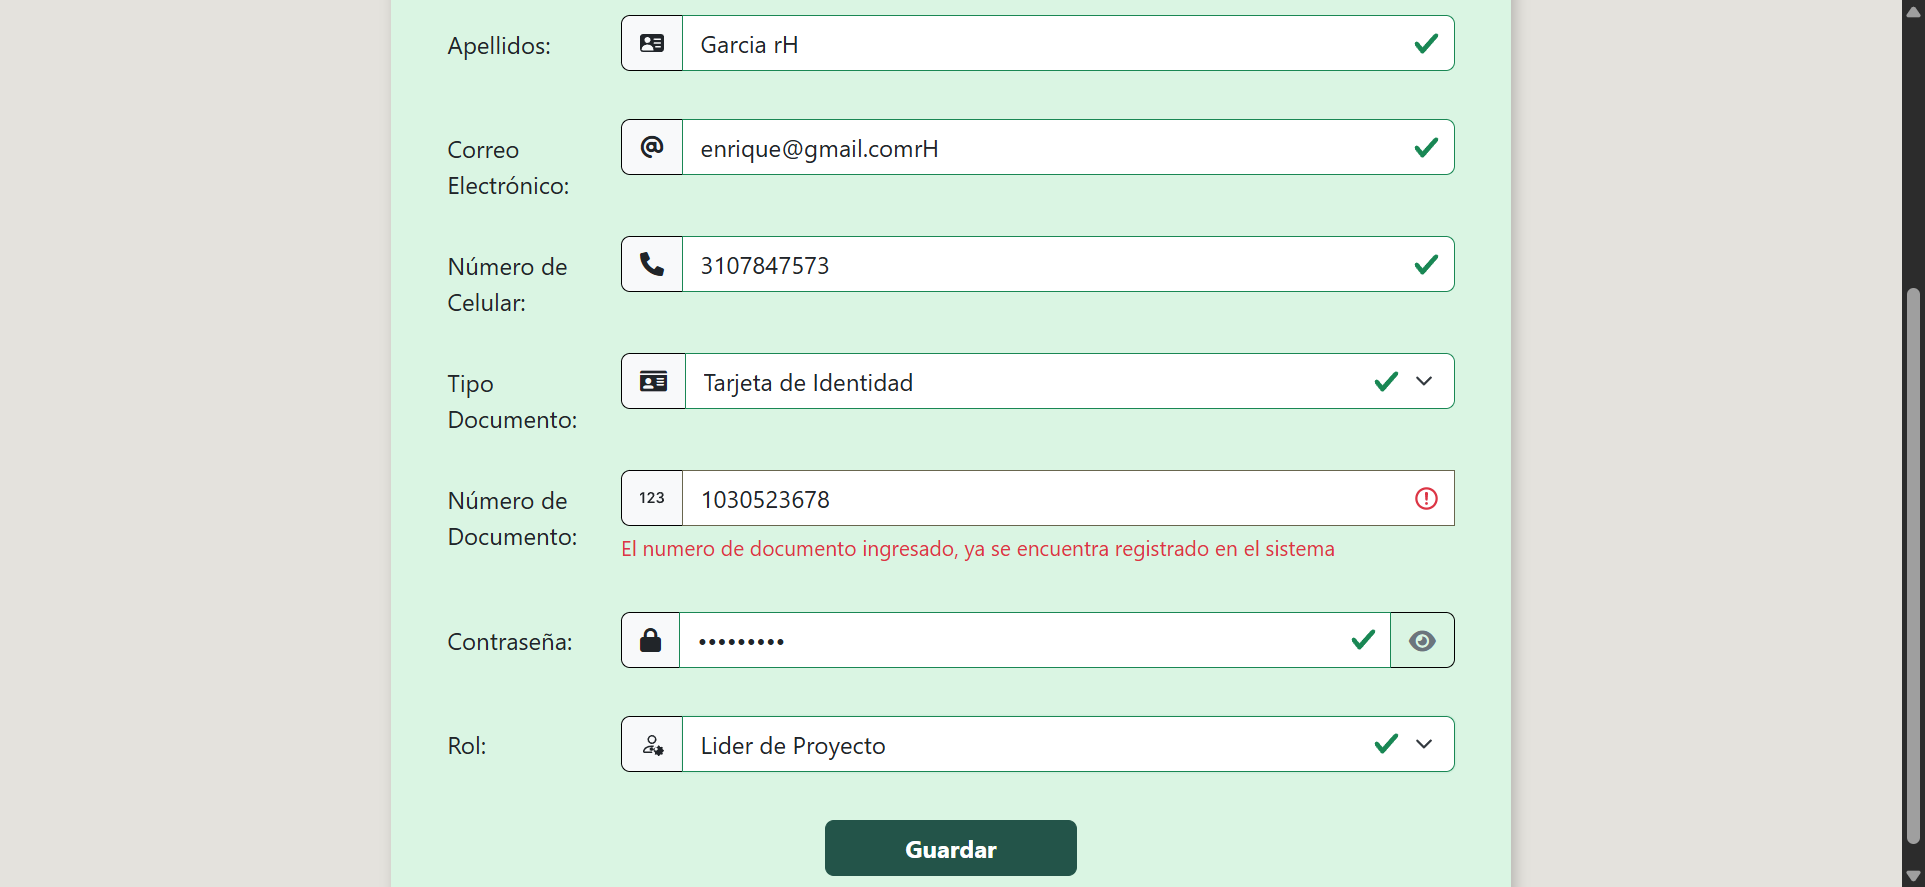 Apellidos:
Garcia rH
Correo
Electrónico:
enrique@gmail.comrH
Número de
Celular:
3107847573
Tipo
Documento:
Tarjeta de Identidad
Número de
Documento:
123
1030523678
El numero de documento ingresado, ya se encuentra registrado en el sistema
Contraseña:
•••••••••
Rol:
Lider de Proyecto
Guardar